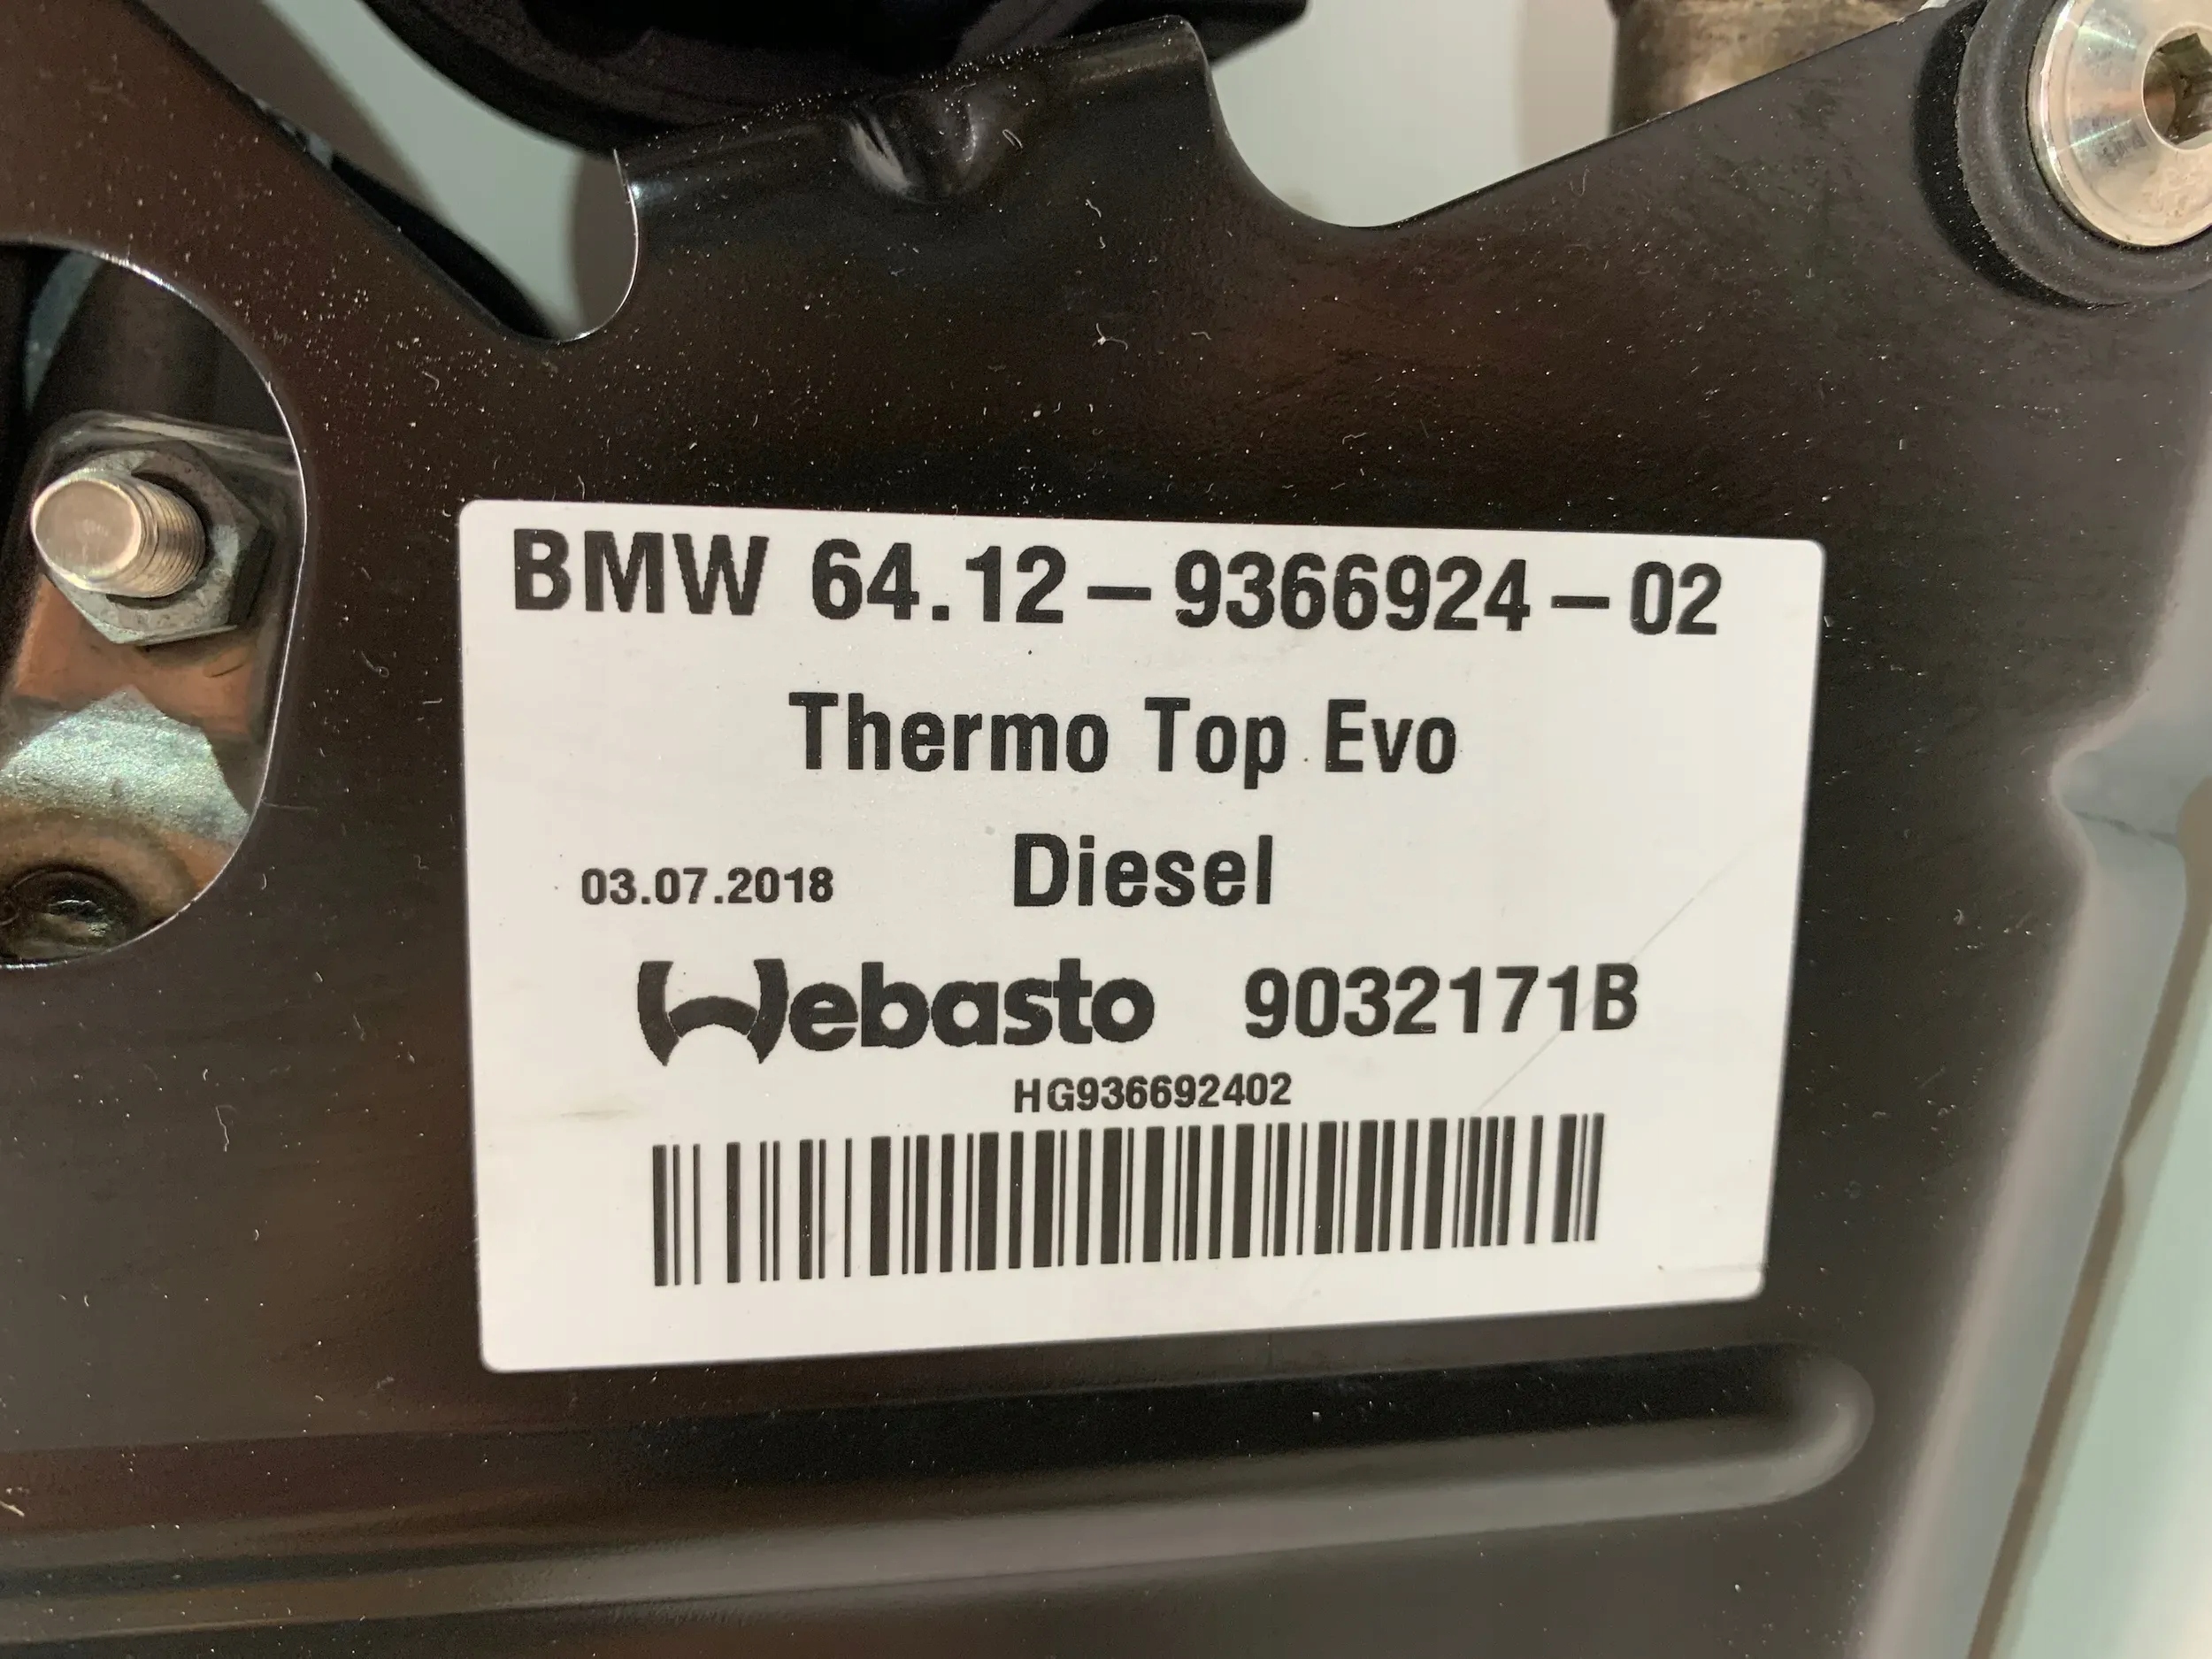 BMW 64.12-9366924-02
Thermo Top Evo
Diesel
03.07.2018
Webasto 9032171B
HG936692402